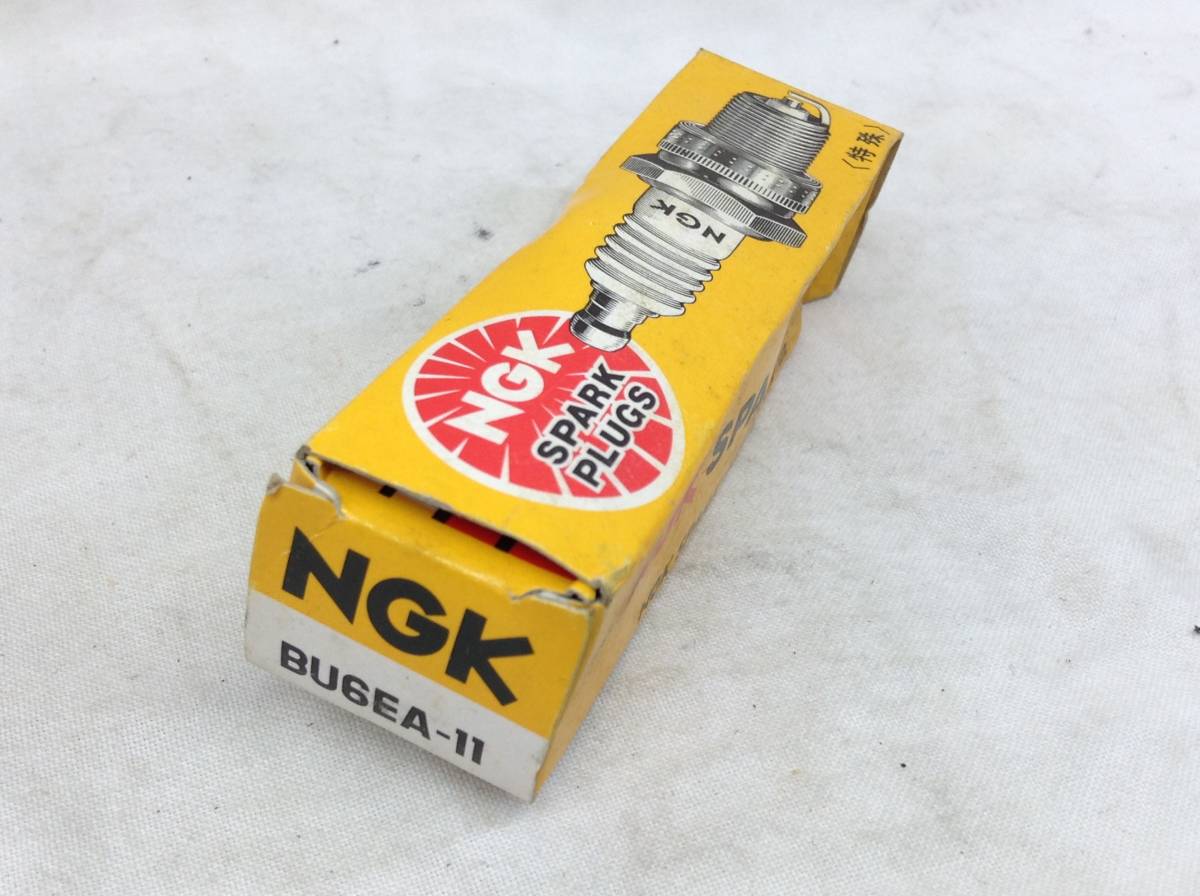 〈特殊〉
NGK
NGK
SPARK
PLUGS
NGK
BU6EA-11